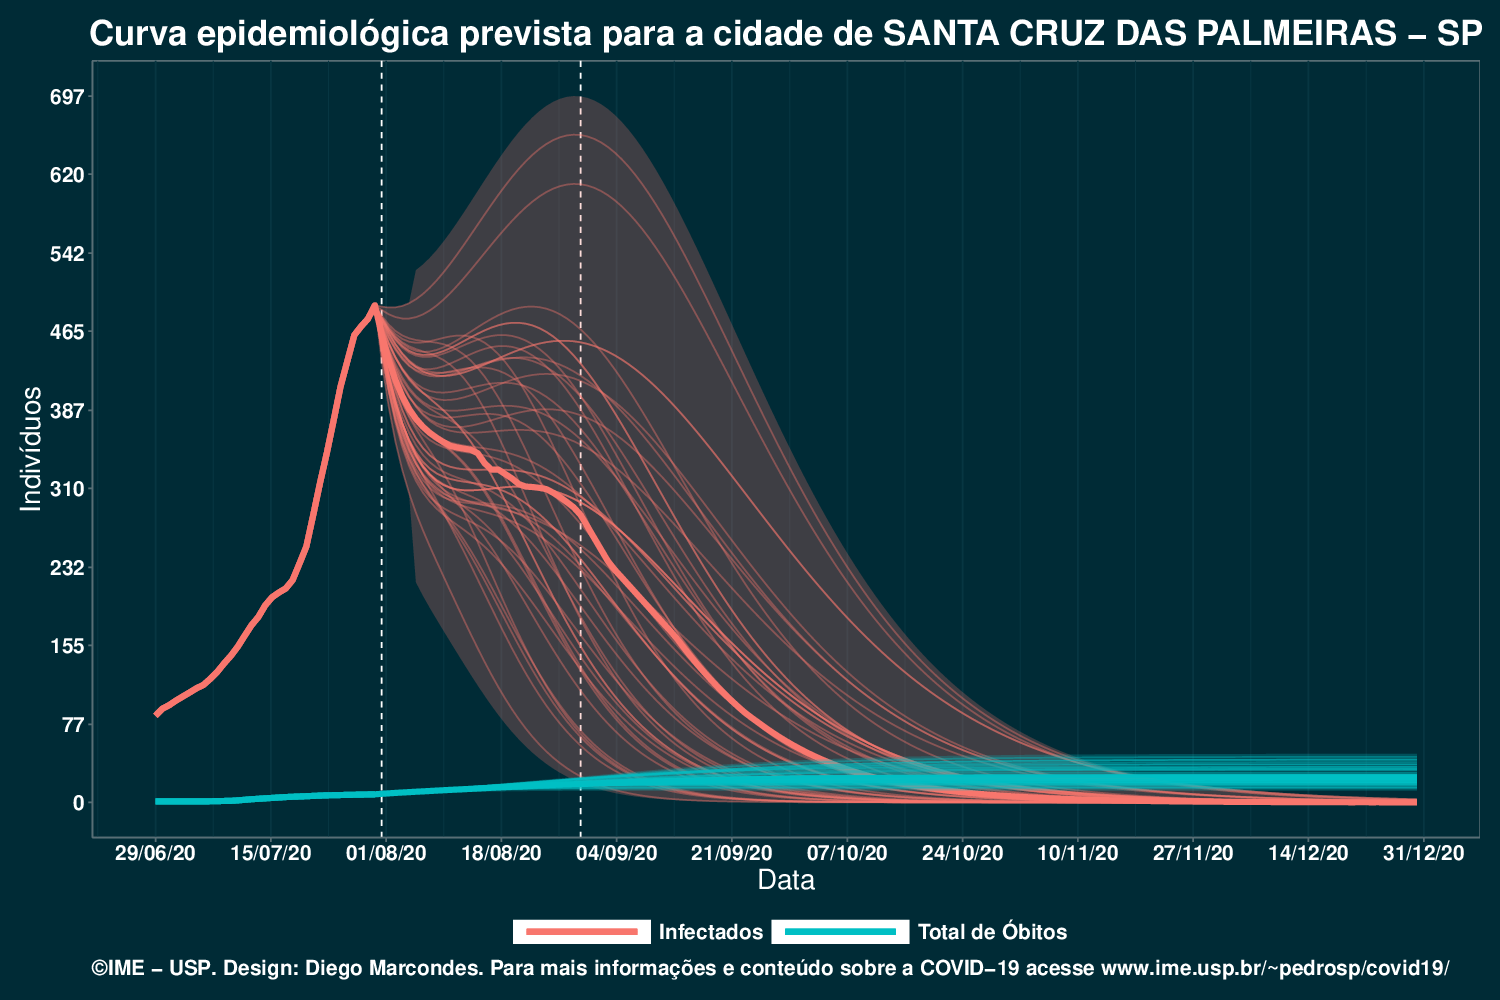 Curva epidemiológica prevista para a cidade de SANTA CRUZ DAS PALMEIRAS – SP
697
620
542
465
387
310
232
155
77
0
Indivíduos
29/06/20 15/07/20 01/08/20 18/08/20 04/09/20 21/09/20 07/10/20 24/10/20 10/11/20 27/11/20 14/12/20 31/12/20
Data
Infectados Total de Óbitos
©IME – USP. Design: Diego Marcondes. Para mais informações e conteúdo sobre a COVID–19 acesse www.ime.usp.br/~pedrosp/covid19/